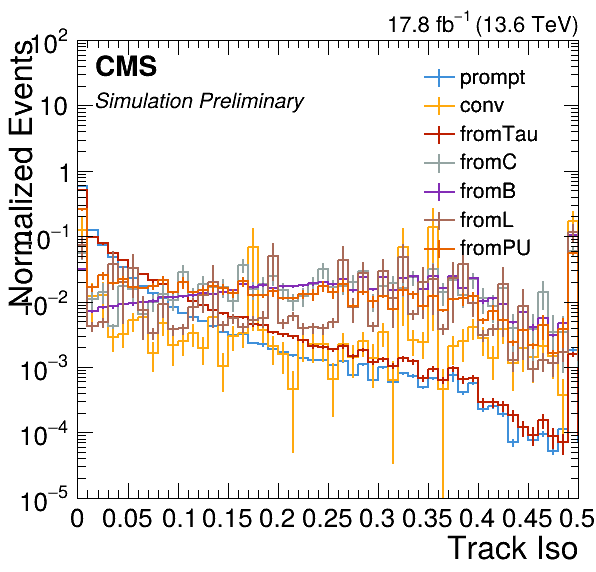 17.8 fb⁻¹ (13.6 TeV)
CMS
Simulation Preliminary
prompt
conv
fromTau
fromC
fromB
fromL
fromPU
Normalized Events
10²
10
1
10⁻¹
10⁻²
10⁻³
10⁻⁴
10⁻⁵
0 0.05 0.1 0.15 0.2 0.25 0.3 0.35 0.4 0.45 0.5
Track Iso